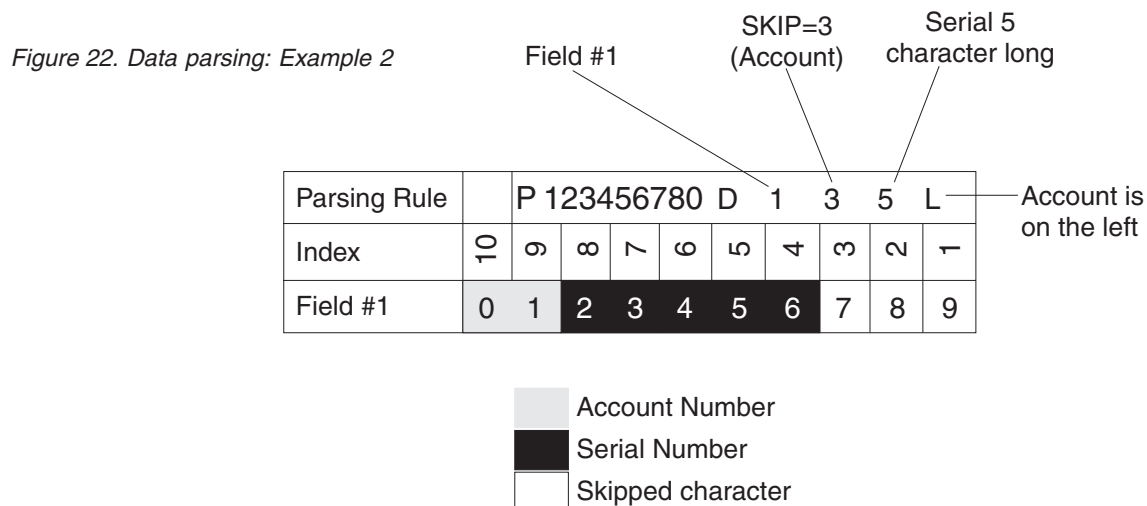 Figure 22. Data parsing: Example 2
Field #1
SKIP=3
(Account)
Serial 5
character long
Parsing Rule P 123456780 D 1 3 5 L
Account is
on the left
Index 10 9 8 7 6 5 4 3 2 1
Field #1 0 1 2 3 4 5 6 7 8 9
Account Number
Serial Number
Skipped character